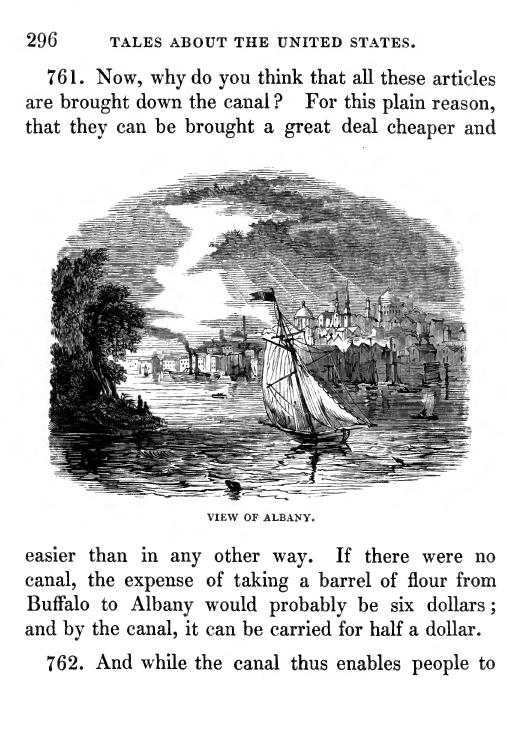 296 TALES ABOUT THE UNITED STATES.
761. Now, why do you think that all these articles
are brought down the canal? For this plain reason,
that they can be brought a great deal cheaper and
VIEW OF ALBANY.
easier than in any other way. If there were no
canal, the expense of taking a barrel of flour from
Buffalo to Albany would probably be six dollars;
and by the canal, it can be carried for half a dollar.
762. And while the canal thus enables people to